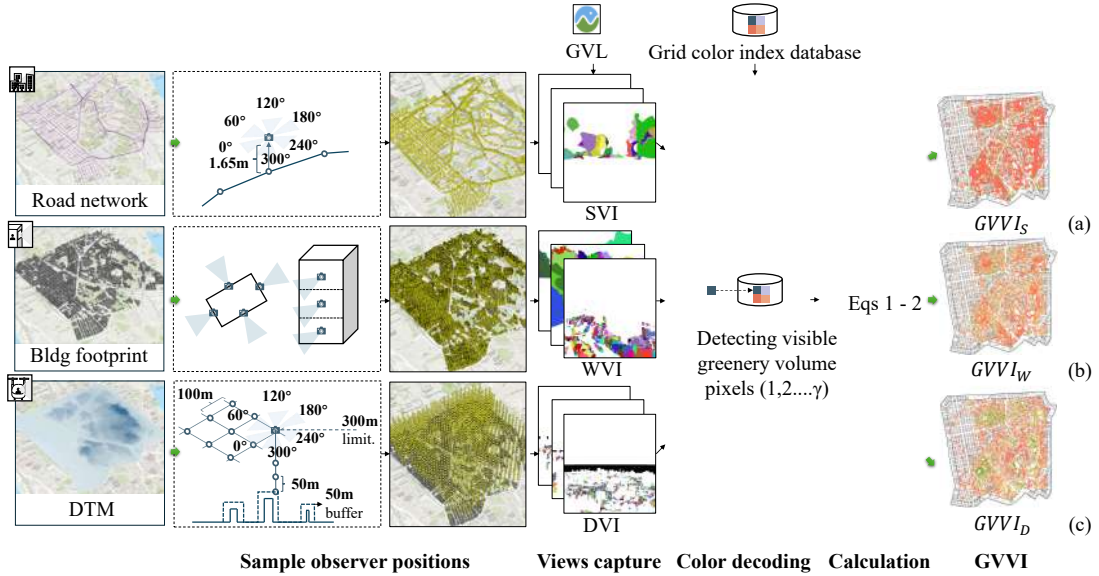 GVL
Grid color index database
Road network
120°
60°
180°
0°
240°
1.65m
300°
SVI
GVVI_S
(a)
Bldg footprint
WVI
Detecting visible
greenery volume
pixels (1,2....γ)
Eqs 1 - 2
GVVI_W
(b)
DTM
100m
120°
60°
180°
300m
limit.
0°
240°
300°
50m
50m
buffer
DVI
GVVI_D
(c)
Sample observer positions
Views capture
Color decoding
Calculation
GVVI